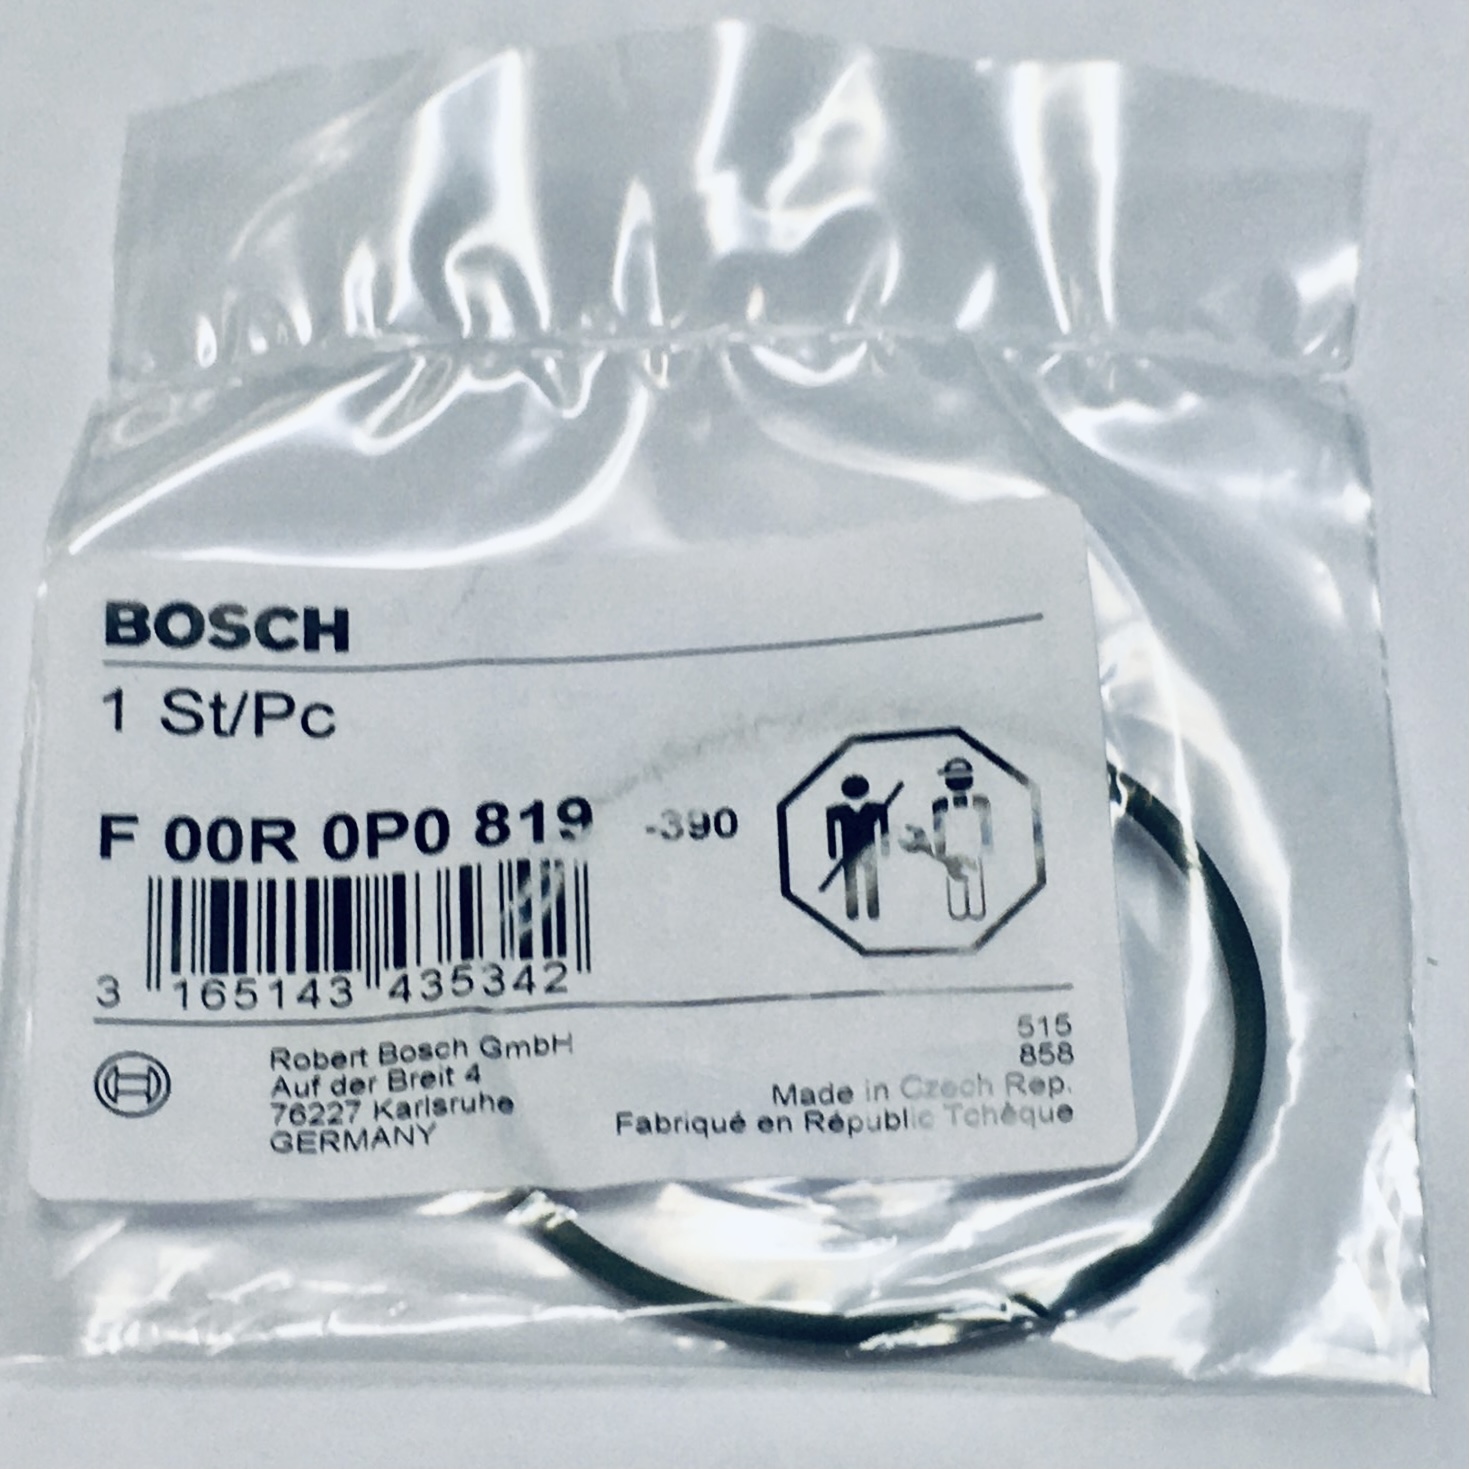 BOSCH
1 St/Pc
F 00R 0P0 819 -390
3 165143 435342
Robert Bosch GmbH
Auf der Breit 4
76227 Karlsruhe
GERMANY
515
858
Made in Czech Rep.
Fabriqué en Républic Tchèque